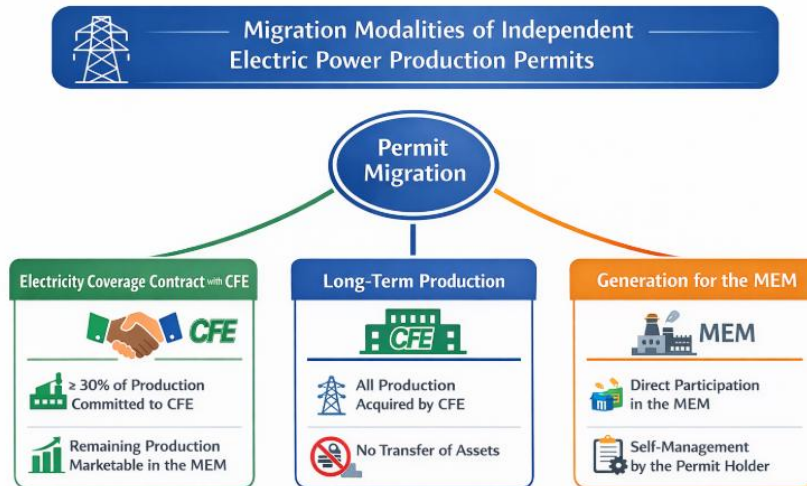 Migration Modalities of Independent
Electric Power Production Permits
Permit
Migration
Electricity Coverage Contract with CFE
CFE
≥ 30% of Production
Committed to CFE
Remaining Production
Marketable in the MEM
Long-Term Production
CFE
All Production
Acquired by CFE
No Transfer of Assets
Generation for the MEM
MEM
Direct Participation
in the MEM
Self-Management
by the Permit Holder